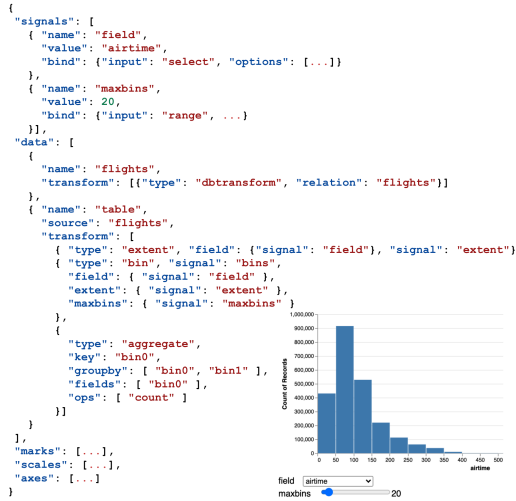 {
"signals": [
{ "name": "field",
"value": "airtime",
"bind": {"input": "select", "options": [...]}
},
{ "name": "maxbins",
"value": 20,
"bind": {"input": "range", ...}
}],
"data": [
{
"name": "flights",
"transform": [{"type": "dbtransform", "relation": "flights"}]
},
{ "name": "table",
"source": "flights",
"transform": [
{ "type": "extent", "field": {"signal": "field"}, "signal": "extent"}
{ "type": "bin", "signal": "bins",
"field": { "signal": "field" },
"extent": { "signal": "extent" },
"maxbins": { "signal": "maxbins" }
},
{
"type": "aggregate",
"key": "bin0",
"groupby": [ "bin0", "bin1" ],
"fields": [ "bin0" ],
"ops": [ "count" ]
}]
}
],
"marks": [...],
"scales": [...],
"axes": [...]
}
Count of Records
1,000,000
900,000
800,000
700,000
600,000
500,000
400,000
300,000
200,000
100,000
0
0 50 100 150 200 250 300 350 400 450 500
airtime
field airtime
maxbins 20